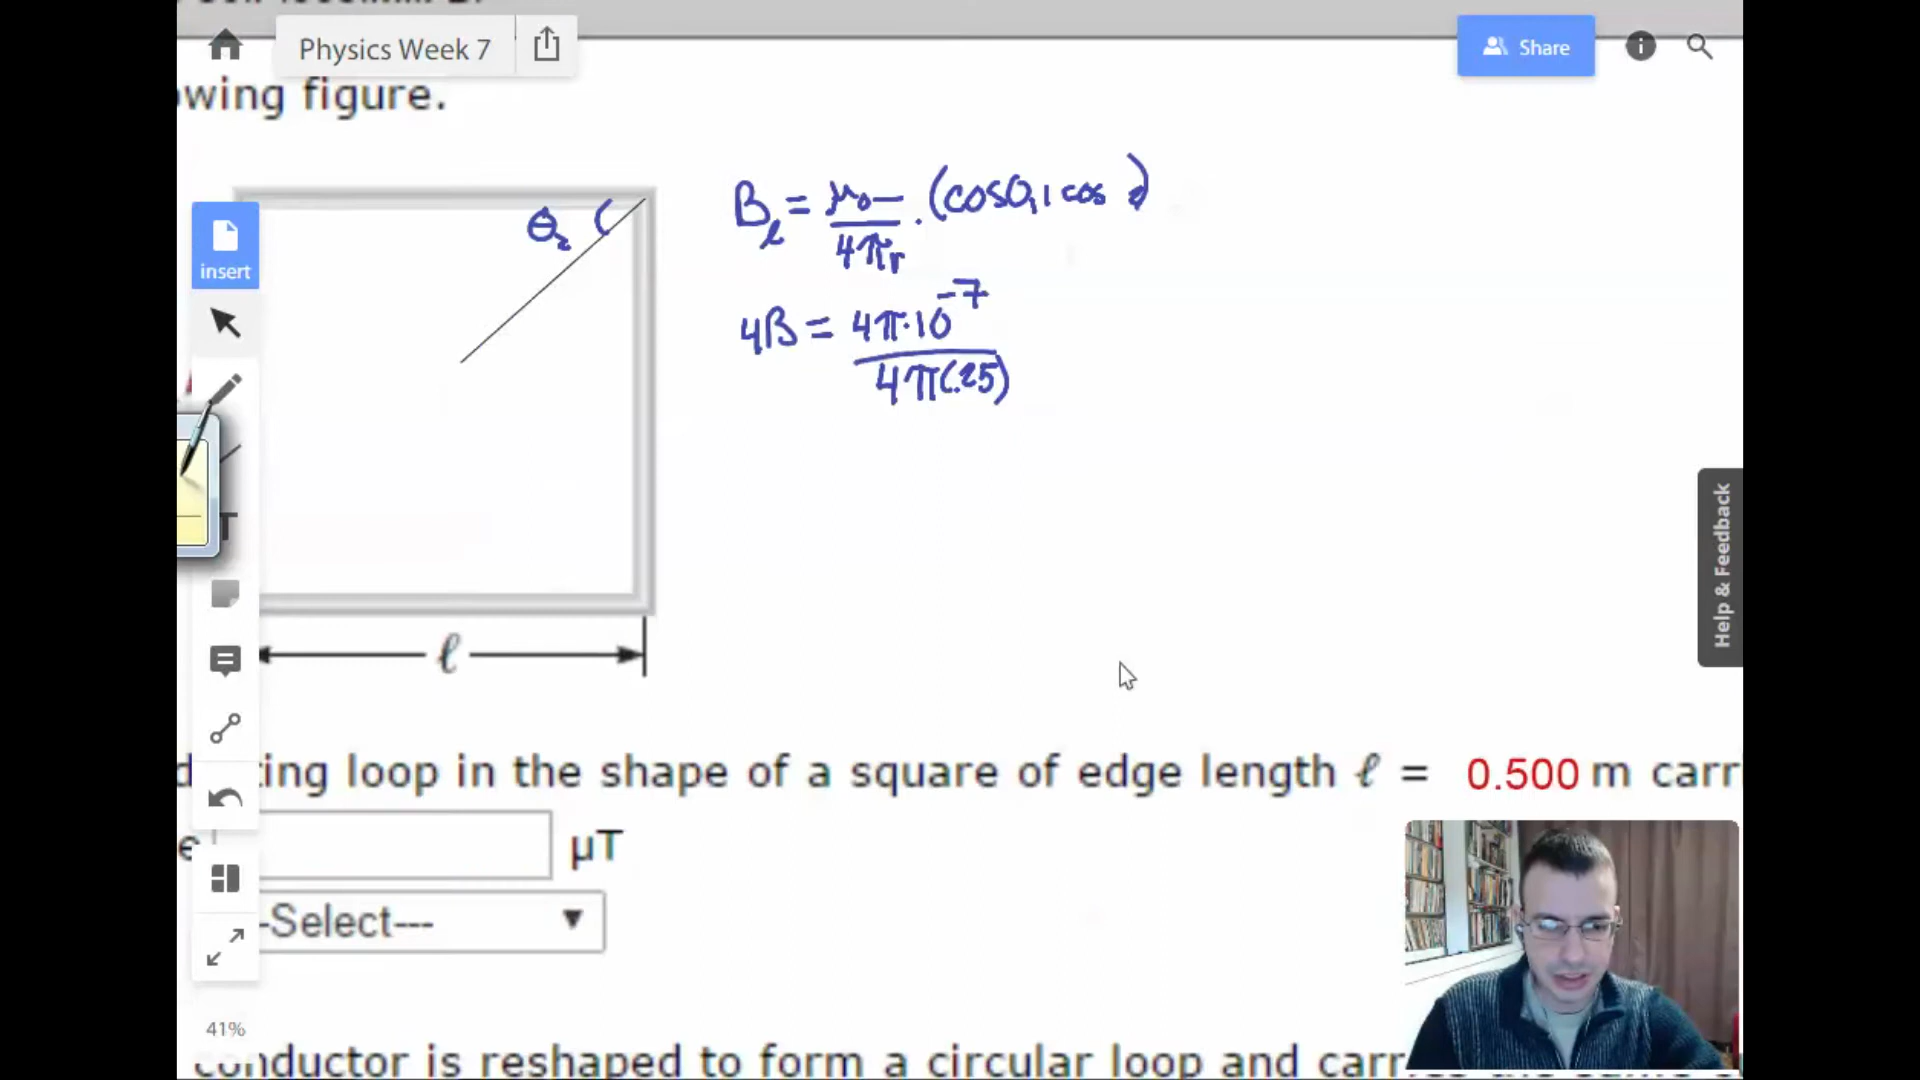 Physics Week 7
Share
owing figure.
B_ℓ = μ₀ / 4πr · (cosθ₁ cos )
4B = 4π·10⁻⁷ / 4π(.25)
θ₂
insert
T
ℓ
Help & Feedback
ting loop in the shape of a square of edge length ℓ = 0.500 m carr
e
μT
-Select---
41%
conductor is reshaped to form a circular loop and carr